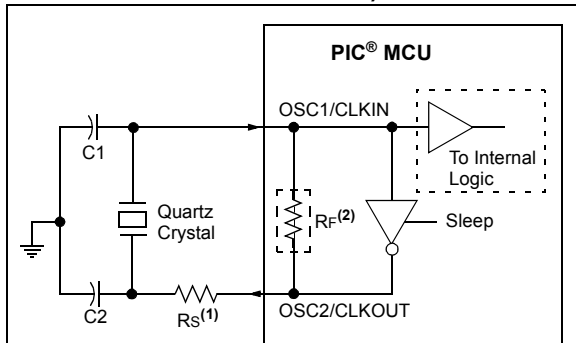 PIC® MCU
OSC1/CLKIN
C1
To Internal
Logic
Quartz
Crystal
RF(2)
Sleep
C2
RS(1)
OSC2/CLKOUT